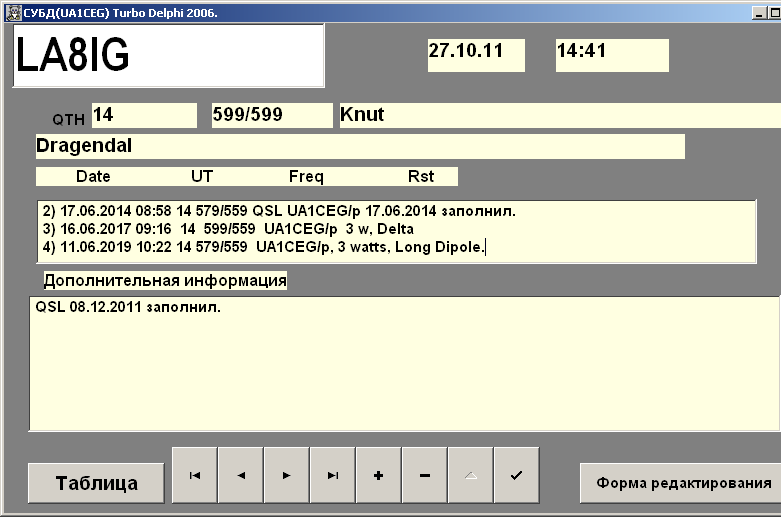 СУБД(UA1CEG) Turbo Delphi 2006.
LA8IG
27.10.11 14:41
QTH 14 599/599 Knut
Dragendal
Date UT Freq Rst
2) 17.06.2014 08:58 14 579/559 QSL UA1CEG/p 17.06.2014 заполнил.
3) 16.06.2017 09:16 14 599/559 UA1CEG/p 3 w, Delta
4) 11.06.2019 10:22 14 579/559 UA1CEG/p, 3 watts, Long Dipole.
Дополнительная информация
QSL 08.12.2011 заполнил.
Таблица Форма редактирования